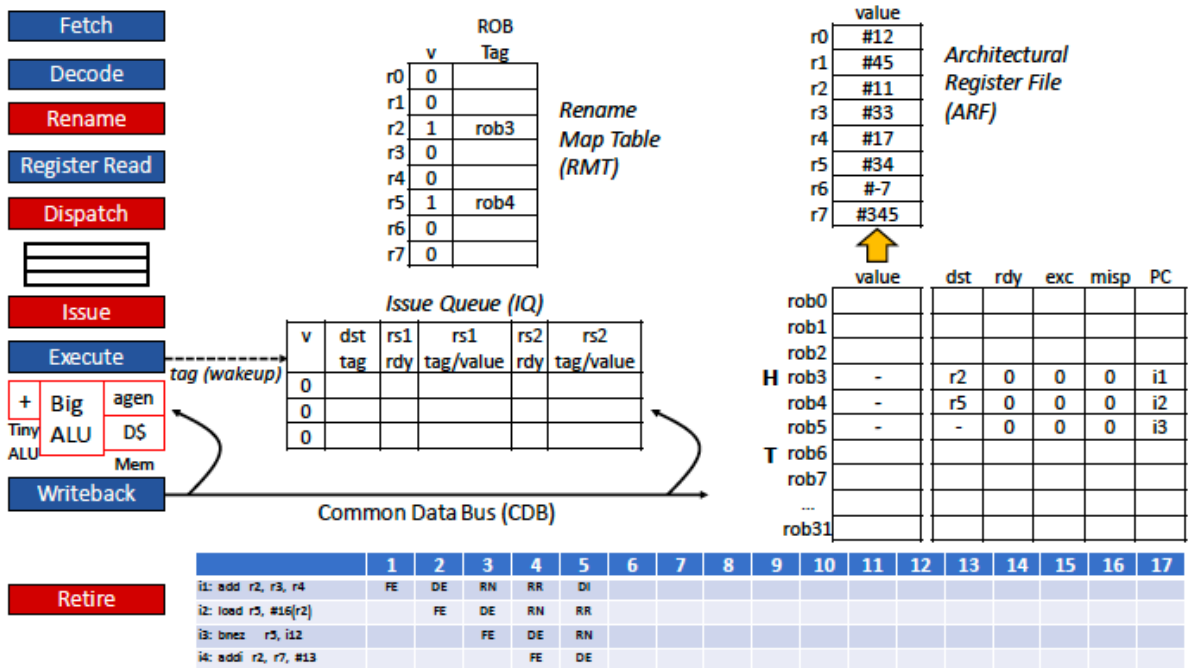 Fetch
Decode
Rename
Register Read
Dispatch
Issue
Execute
+ Big ALU agen
Tiny ALU D$
Mem
Writeback
Retire
ROB
v Tag
r0 0
r1 0
r2 1 rob3
r3 0
r4 0
r5 1 rob4
r6 0
r7 0
Rename
Map Table
(RMT)
value
r0 #12
r1 #45
r2 #11
r3 #33
r4 #17
r5 #34
r6 #-7
r7 #345
Architectural
Register File
(ARF)
Issue Queue (IQ)
v dst rs1 rs1 rs2 rs2
tag rdy tag/value rdy tag/value
0
0
0
tag (wakeup)
Common Data Bus (CDB)
value dst rdy exc misp PC
rob0
rob1
rob2
H rob3 - r2 0 0 0 i1
rob4 - r5 0 0 0 i2
rob5 - - 0 0 0 i3
T rob6
rob7
...
rob31
1 2 3 4 5 6 7 8 9 10 11 12 13 14 15 16 17
i1: add r2, r3, r4 FE DE RN RR DI
i2: load r5, #16(r2) FE DE RN RR
i3: bnez r5, i12 FE DE RN
i4: addi r2, r7, #13 FE DE